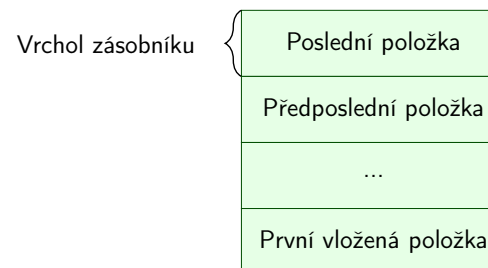 Vrchol zásobníku
Poslední položka
Předposlední položka
...
První vložená položka